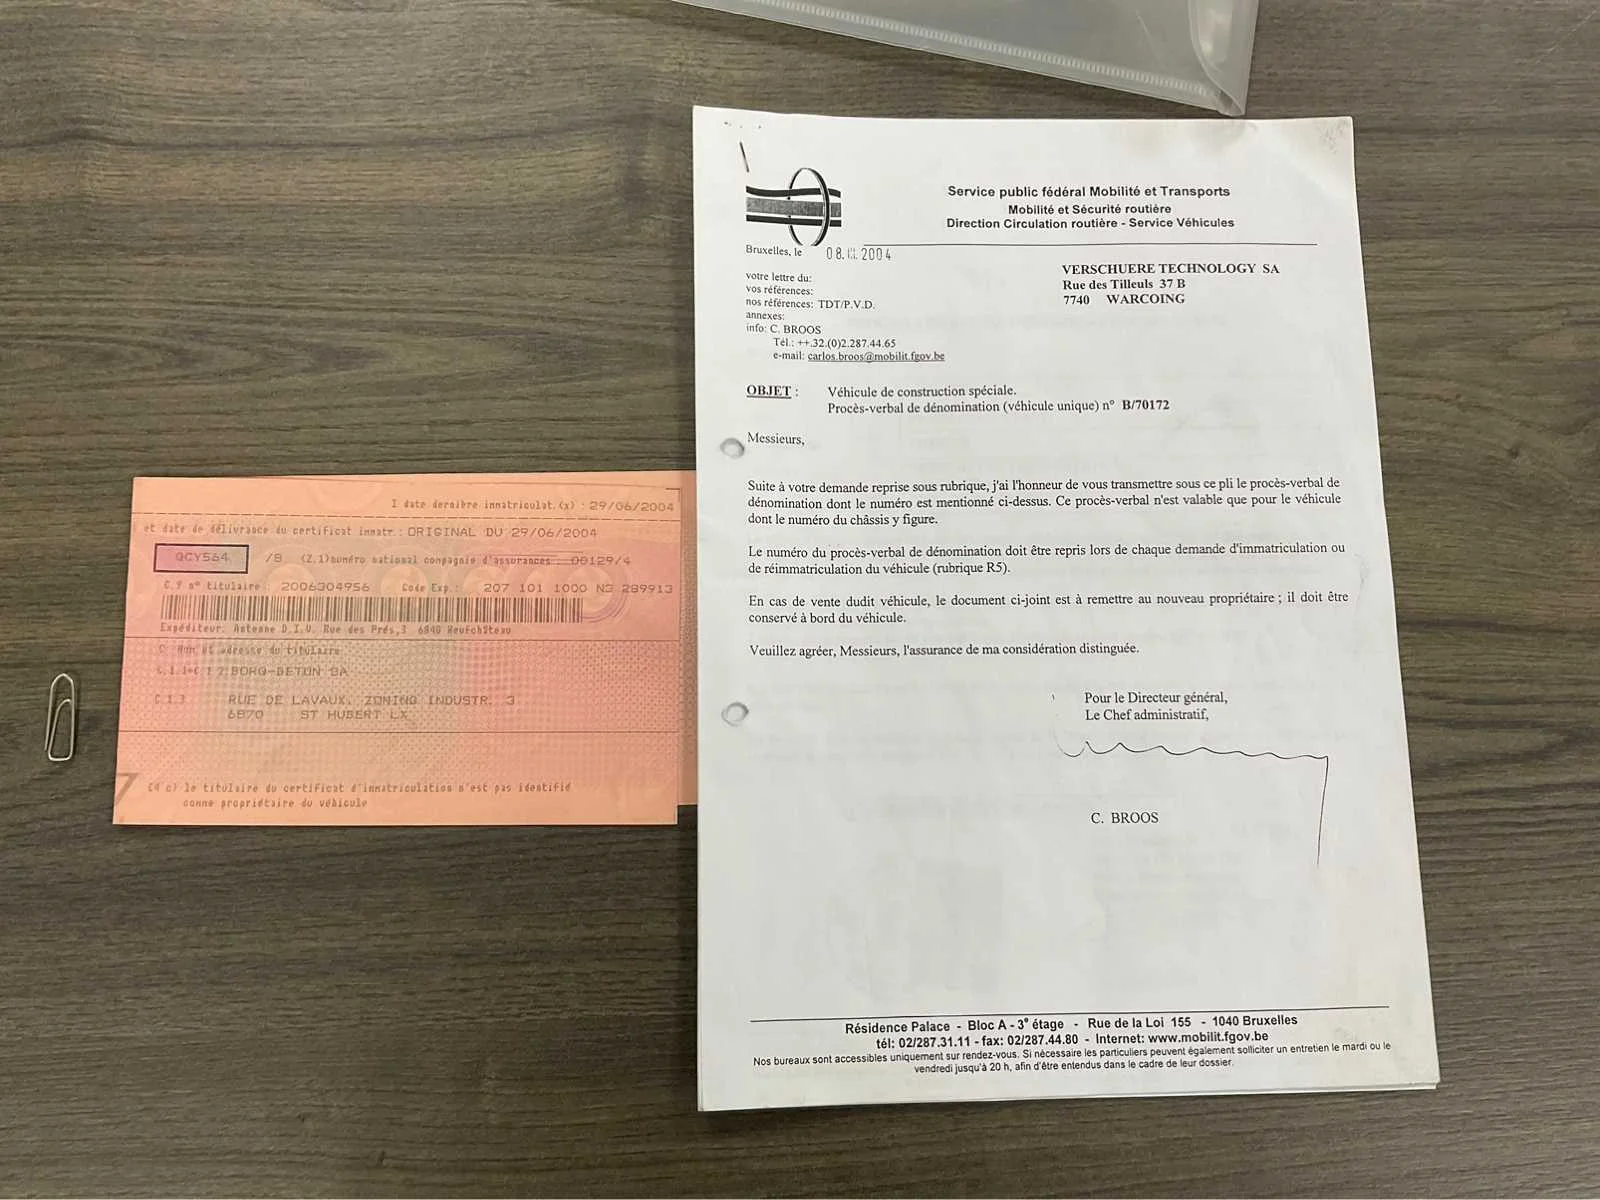 I date dernière immatriculat.(x) : 29/06/2004
et date de délivrance du certificat immatr.: ORIGINAL DU 29/06/2004
QCY564 /8 (Z.1)numéro national compagnie d'assurances: 00129/4
C.9 n° titulaire : 2006304956 Code Exp.: 207 101 1000 N3 289913
Expéditeur: Antenne D.I.V. Rue des Prés,3 6840 Neufchâteau
C Nom et adresse du titulaire
BORQ-BETON SA
C.1.3 RUE DE LAVAUX, ZONING INDUSTR. 3
6870 ST HUBERT LX
(4 c) le titulaire du certificat d'immatriculation n'est pas identifié
comme propriétaire du véhicule
Service public fédéral Mobilité et Transports
Mobilité et Sécurité routière
Direction Circulation routière - Service Véhicules
Bruxelles, le 08. 2004
VERSCHUERE TECHNOLOGY SA
Rue des Tilleuls 37 B
7740 WARCOING
votre lettre du:
vos références:
nos références: TDT/P.V.D.
annexes:
info: C. BROOS
Tél.: ++.32.(0)2.287.44.65
e-mail: carlos.broos@mobilit.fgov.be
OBJET : Véhicule de construction spéciale.
Procès-verbal de dénomination (véhicule unique) n° B/70172
Messieurs,
Suite à votre demande reprise sous rubrique, j'ai l'honneur de vous transmettre sous ce pli le procès-verbal de
dénomination dont le numéro est mentionné ci-dessus. Ce procès-verbal n'est valable que pour le véhicule
dont le numéro du châssis y figure.
Le numéro du procès-verbal de dénomination doit être repris lors de chaque demande d'immatriculation ou
de réimmatriculation du véhicule (rubrique R5).
En cas de vente dudit véhicule, le document ci-joint est à remettre au nouveau propriétaire ; il doit être
conservé à bord du véhicule.
Veuillez agréer, Messieurs, l'assurance de ma considération distinguée.
Pour le Directeur général,
Le Chef administratif,
C. BROOS
Résidence Palace - Bloc A - 3° étage - Rue de la Loi 155 - 1040 Bruxelles
tél: 02/287.31.11 - fax: 02/287.44.80 - Internet: www.mobilit.fgov.be
Nos bureaux sont accessibles uniquement sur rendez-vous. Si nécessaire les particuliers peuvent également solliciter un entretien le mardi ou le
vendredi jusqu'à 20 h, afin d'être entendus dans le cadre de leur dossier.